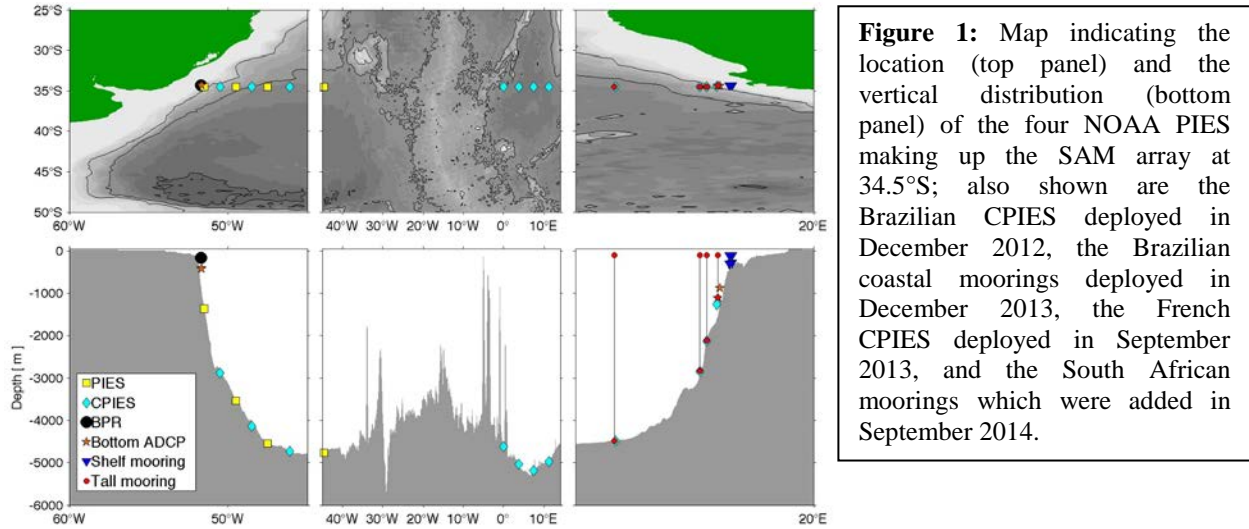 25°S
30°S
35°S
40°S
45°S
50°S
60°W
50°W
40°W
30°W
20°W
10°W
0°
10°E
20°E
0
-1000
-2000
-3000
-4000
-5000
-6000
Depth [ m ]
PIES
CPIES
BPR
Bottom ADCP
Shelf mooring
Tall mooring
60°W
50°W
40°W
30°W
20°W
10°W
0°
10°E
20°E
Figure 1: Map indicating the
location (top panel) and the
vertical distribution (bottom
panel) of the four NOAA PIES
making up the SAM array at
34.5°S; also shown are the
Brazilian CPIES deployed in
December 2012, the Brazilian
coastal moorings deployed in
December 2013, the French
CPIES deployed in September
2013, and the South African
moorings which were added in
September 2014.